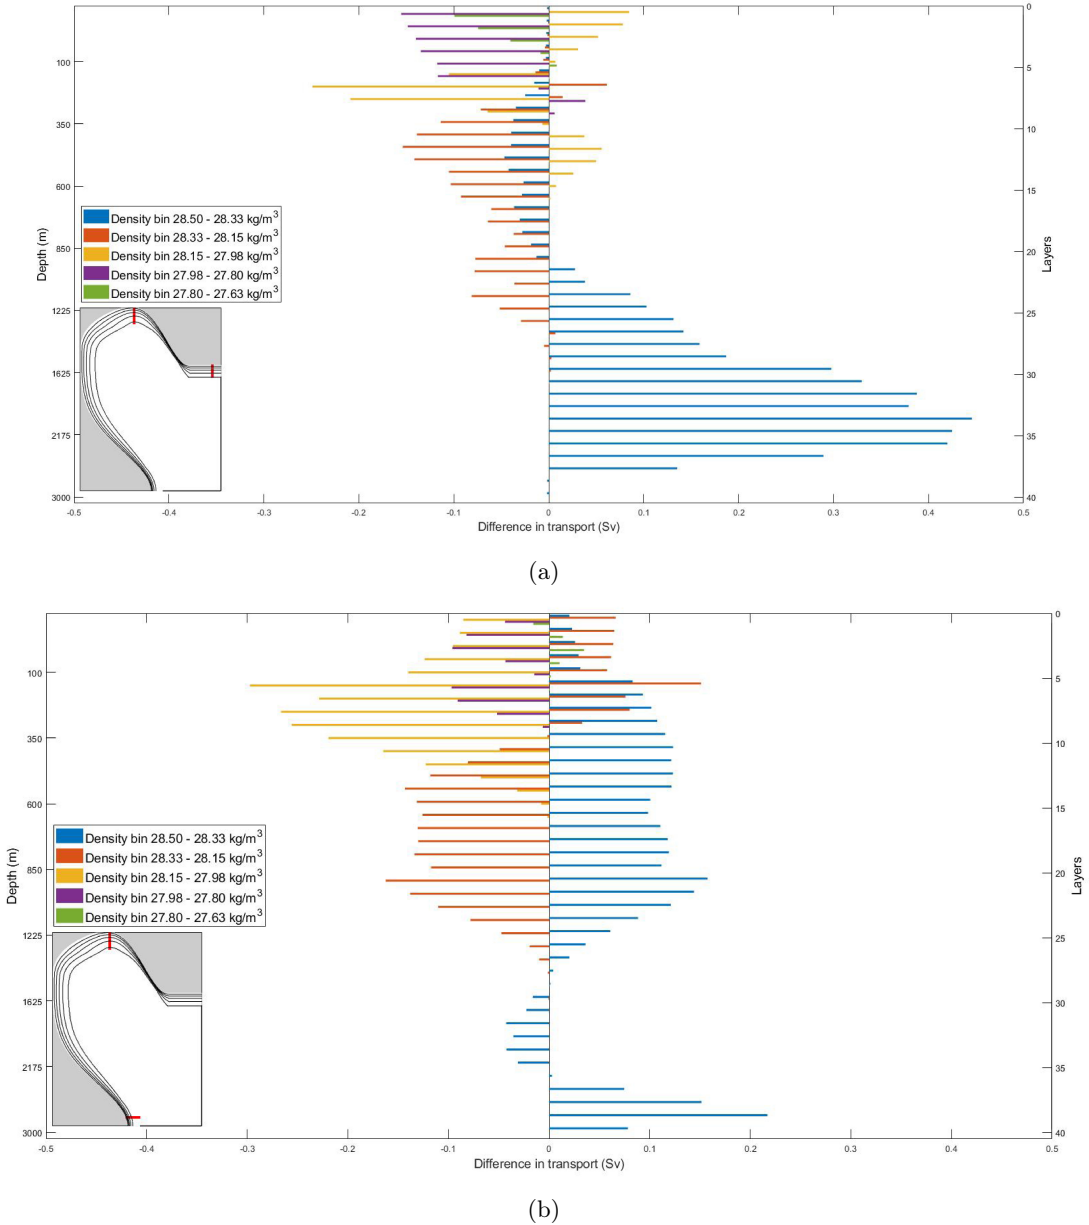 0
5
10
15
20
25
30
35
40
Layers
100
350
600
850
1225
1625
2175
3000
Depth (m)
Density bin 28.50 - 28.33 kg/m³
Density bin 28.33 - 28.15 kg/m³
Density bin 28.15 - 27.98 kg/m³
Density bin 27.98 - 27.80 kg/m³
Density bin 27.80 - 27.63 kg/m³
-0.5 -0.4 -0.3 -0.2 -0.1 0 0.1 0.2 0.3 0.4 0.5
Difference in transport (Sv)
(a)
0
5
10
15
20
25
30
35
40
Layers
100
350
600
850
1225
1625
2175
3000
Depth (m)
Density bin 28.50 - 28.33 kg/m³
Density bin 28.33 - 28.15 kg/m³
Density bin 28.15 - 27.98 kg/m³
Density bin 27.98 - 27.80 kg/m³
Density bin 27.80 - 27.63 kg/m³
-0.5 -0.4 -0.3 -0.2 -0.1 0 0.1 0.2 0.3 0.4 0.5
Difference in transport (Sv)
(b)